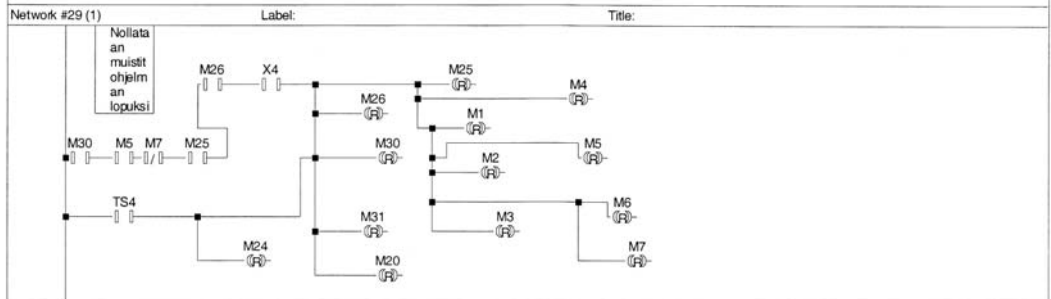 Network #29 (1) Label: Title:
Nollata
an
muistit
ohjelm
an
lopuksi
M26 X4 M25
M4
M26
M1
M30 M5 M7 M25 M30 M5
M2
TS4 M6
M31 M3
M24 M7
M20